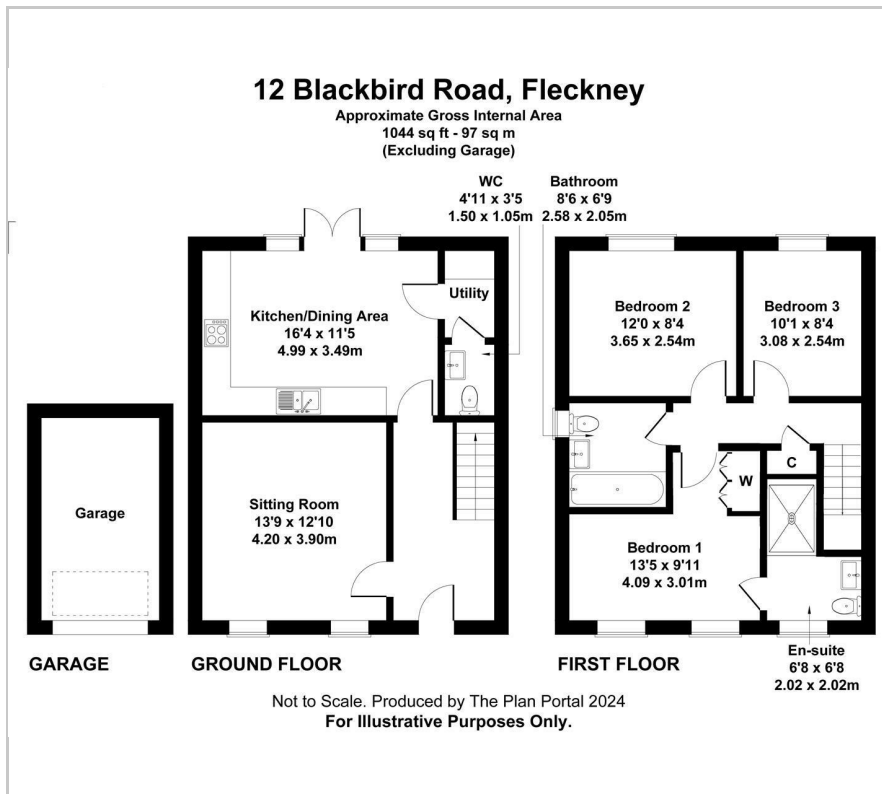 12 Blackbird Road, Fleckney
Approximate Gross Internal Area
1044 sq ft - 97 sq m
(Excluding Garage)
WC
4'11 x 3'5
1.50 x 1.05m
Bathroom
8'6 x 6'9
2.58 x 2.05m
Kitchen/Dining Area
16'4 x 11'5
4.99 x 3.49m
Utility
Bedroom 2
12'0 x 8'4
3.65 x 2.54m
Bedroom 3
10'1 x 8'4
3.08 x 2.54m
Garage
Sitting Room
13'9 x 12'10
4.20 x 3.90m
C
W
Bedroom 1
13'5 x 9'11
4.09 x 3.01m
En-suite
6'8 x 6'8
2.02 x 2.02m
GARAGE
GROUND FLOOR
FIRST FLOOR
Not to Scale. Produced by The Plan Portal 2024
For Illustrative Purposes Only.